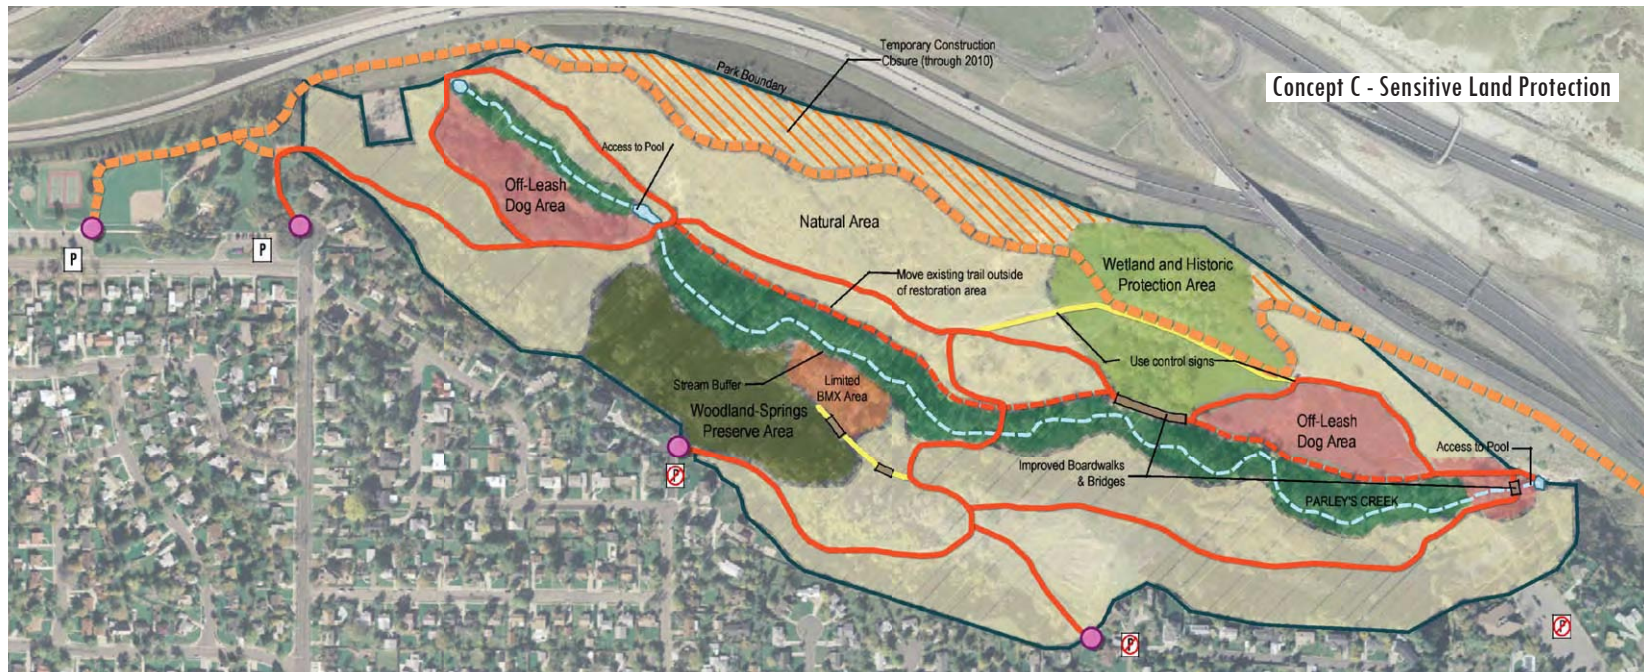 Temporary Construction
Closure (through 2010)
Park Boundary
Concept C - Sensitive Land Protection
Access to Pool
Off-Leash
Dog Area
Natural Area
Wetland and Historic
Protection Area
Move existing trail outside
of restoration area
P
P
Use control signs
Stream Buffer
Limited
BMX Area
Woodland-Springs
Preserve Area
Off-Leash
Dog Area
Access to Pool
Improved Boardwalks
& Bridges
PARLEY'S CREEK
P
P
P